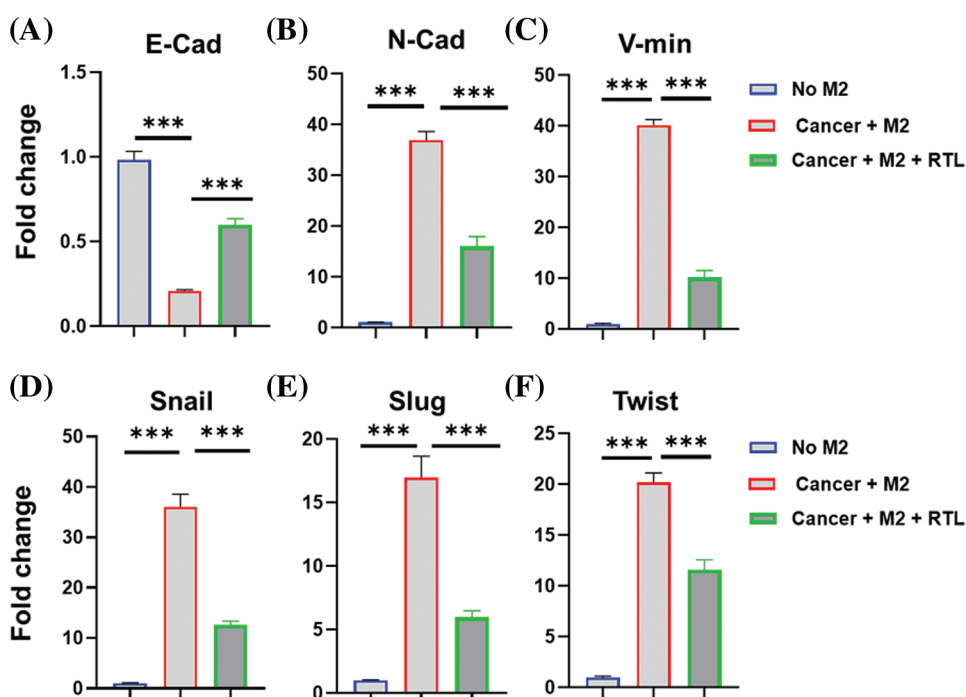 (A) E-Cad
Fold change
1.5
1.0
0.5
0.0
*** ***
(B) N-Cad
50
40
30
20
10
0
*** ***
(C) V-min
50
40
30
20
10
0
*** ***
No M2
Cancer + M2
Cancer + M2 + RTL
(D) Snail
Fold change
50
40
30
20
10
0
*** ***
(E) Slug
20
15
10
5
0
*** ***
(F) Twist
25
20
15
10
5
0
*** ***
No M2
Cancer + M2
Cancer + M2 + RTL